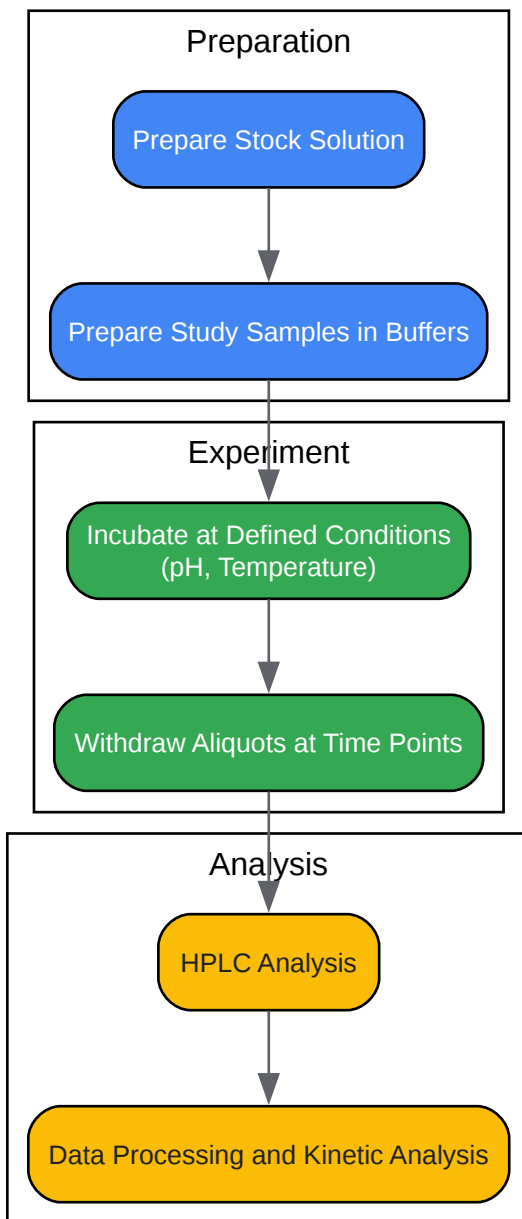 Preparation
Prepare Stock Solution
Prepare Study Samples in Buffers
Experiment
Incubate at Defined Conditions
(pH, Temperature)
Withdraw Aliquots at Time Points
Analysis
HPLC Analysis
Data Processing and Kinetic Analysis